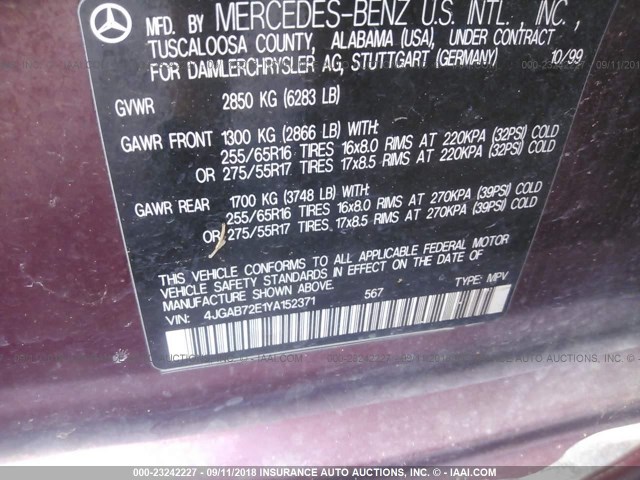 MFD. BY MERCEDES-BENZ U.S. INTL., INC.,
TUSCALOOSA COUNTY, ALABAMA (USA), UNDER CONTRACT
FOR DAIMLERCHRYSLER AG, STUTTGART (GERMANY) 10/99
GVWR 2850 KG (6283 LB)
GAWR FRONT 1300 KG (2866 LB) WITH:
255/65R16 TIRES 16x8.0 RIMS AT 220KPA (32PSI) COLD
OR 275/55R17 TIRES 17x8.5 RIMS AT 220KPA (32PSI) COLD
GAWR REAR 1700 KG (3748 LB) WITH:
255/65R16 TIRES 16x8.0 RIMS AT 270KPA (39PSI) COLD
OR 275/55R17 TIRES 17x8.5 RIMS AT 270KPA (39PSI) COLD
THIS VEHICLE CONFORMS TO ALL APPLICABLE FEDERAL MOTOR
VEHICLE SAFETY STANDARDS IN EFFECT ON THE DATE OF
MANUFACTURE SHOWN ABOVE.
VIN: 4JGAB72E1YA152371 567 TYPE: MPV
000-23242227 - 09/11/2018 INSURANCE AUTO AUCTIONS, INC. - IAAI.COM